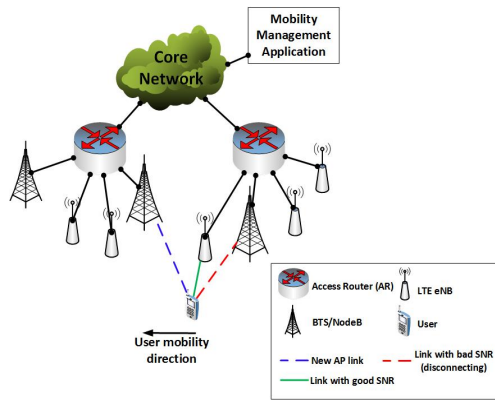 Mobility
Management
Application
Core
Network
User mobility
direction
Access Router (AR)
LTE eNB
BTS/NodeB
User
New AP link
Link with bad SNR
(disconnecting)
Link with good SNR